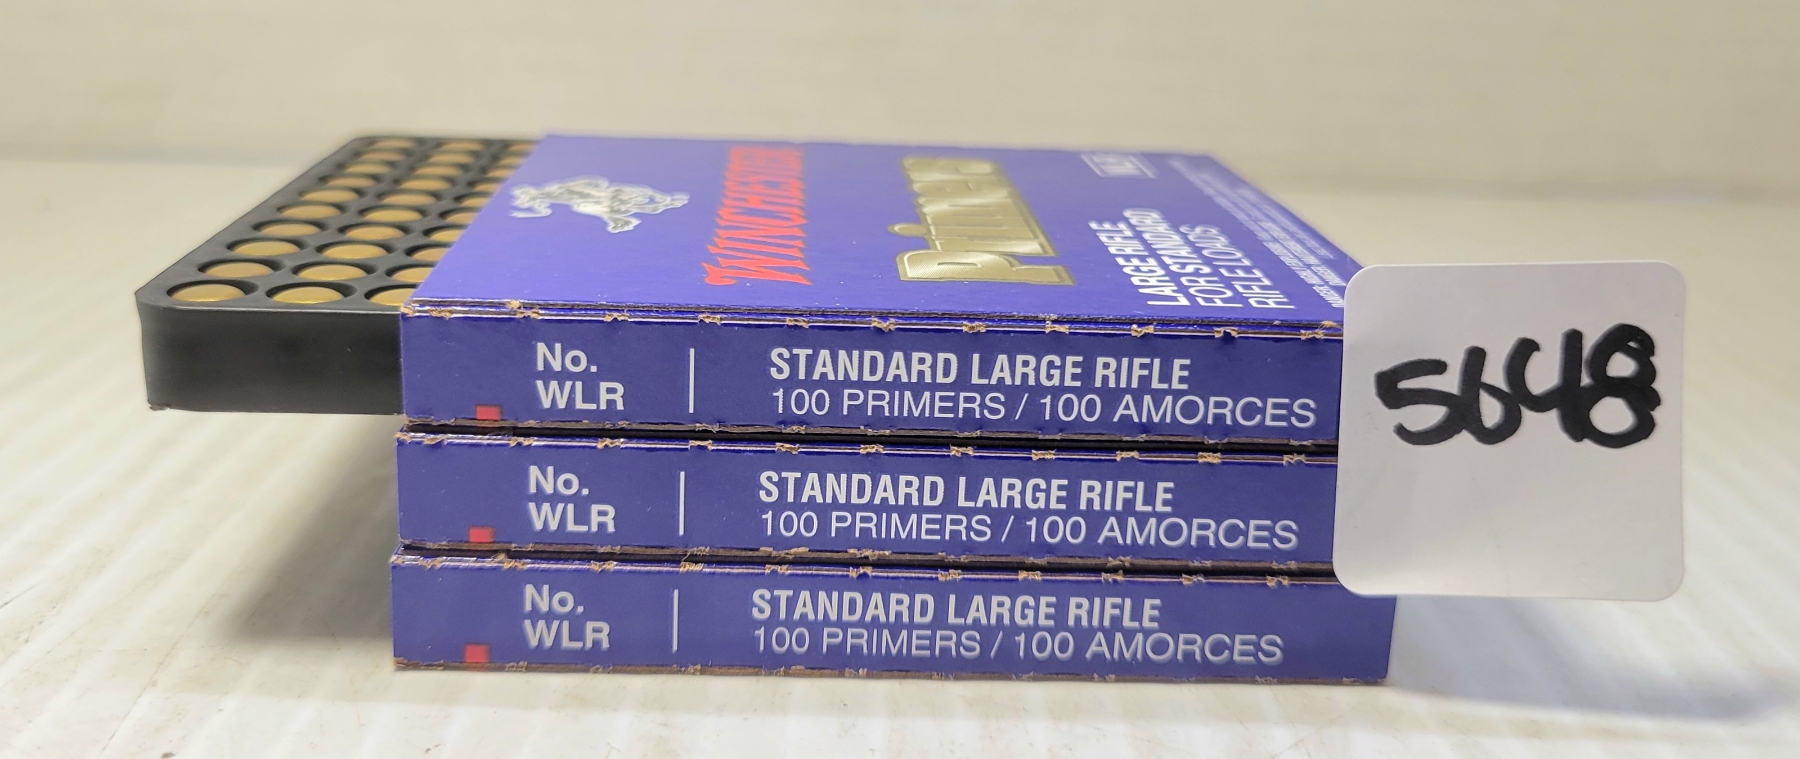 WINCHESTER
Primers
WLR
LARGE RIFLE
FOR STANDARD
RIFLE LOADS
No.
WLR
STANDARD LARGE RIFLE
100 PRIMERS / 100 AMORCES
No.
WLR
STANDARD LARGE RIFLE
100 PRIMERS / 100 AMORCES
No.
WLR
STANDARD LARGE RIFLE
100 PRIMERS / 100 AMORCES
5648